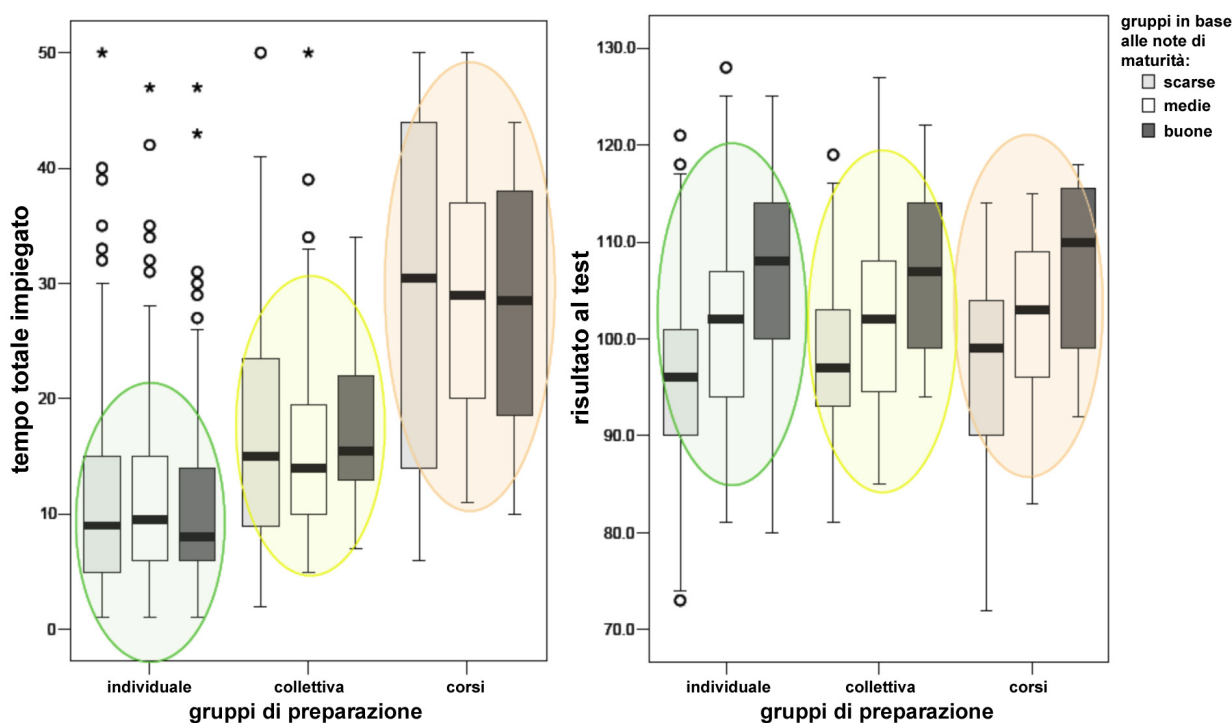 tempo totale impiegato
50
40
30
20
10
0
individuale
collettiva
corsi
gruppi di preparazione
risultato al test
130.0
120.0
110.0
100.0
90.0
80.0
70.0
individuale
collettiva
corsi
gruppi di preparazione
gruppi in base
alle note di
maturità:
scarse
medie
buone